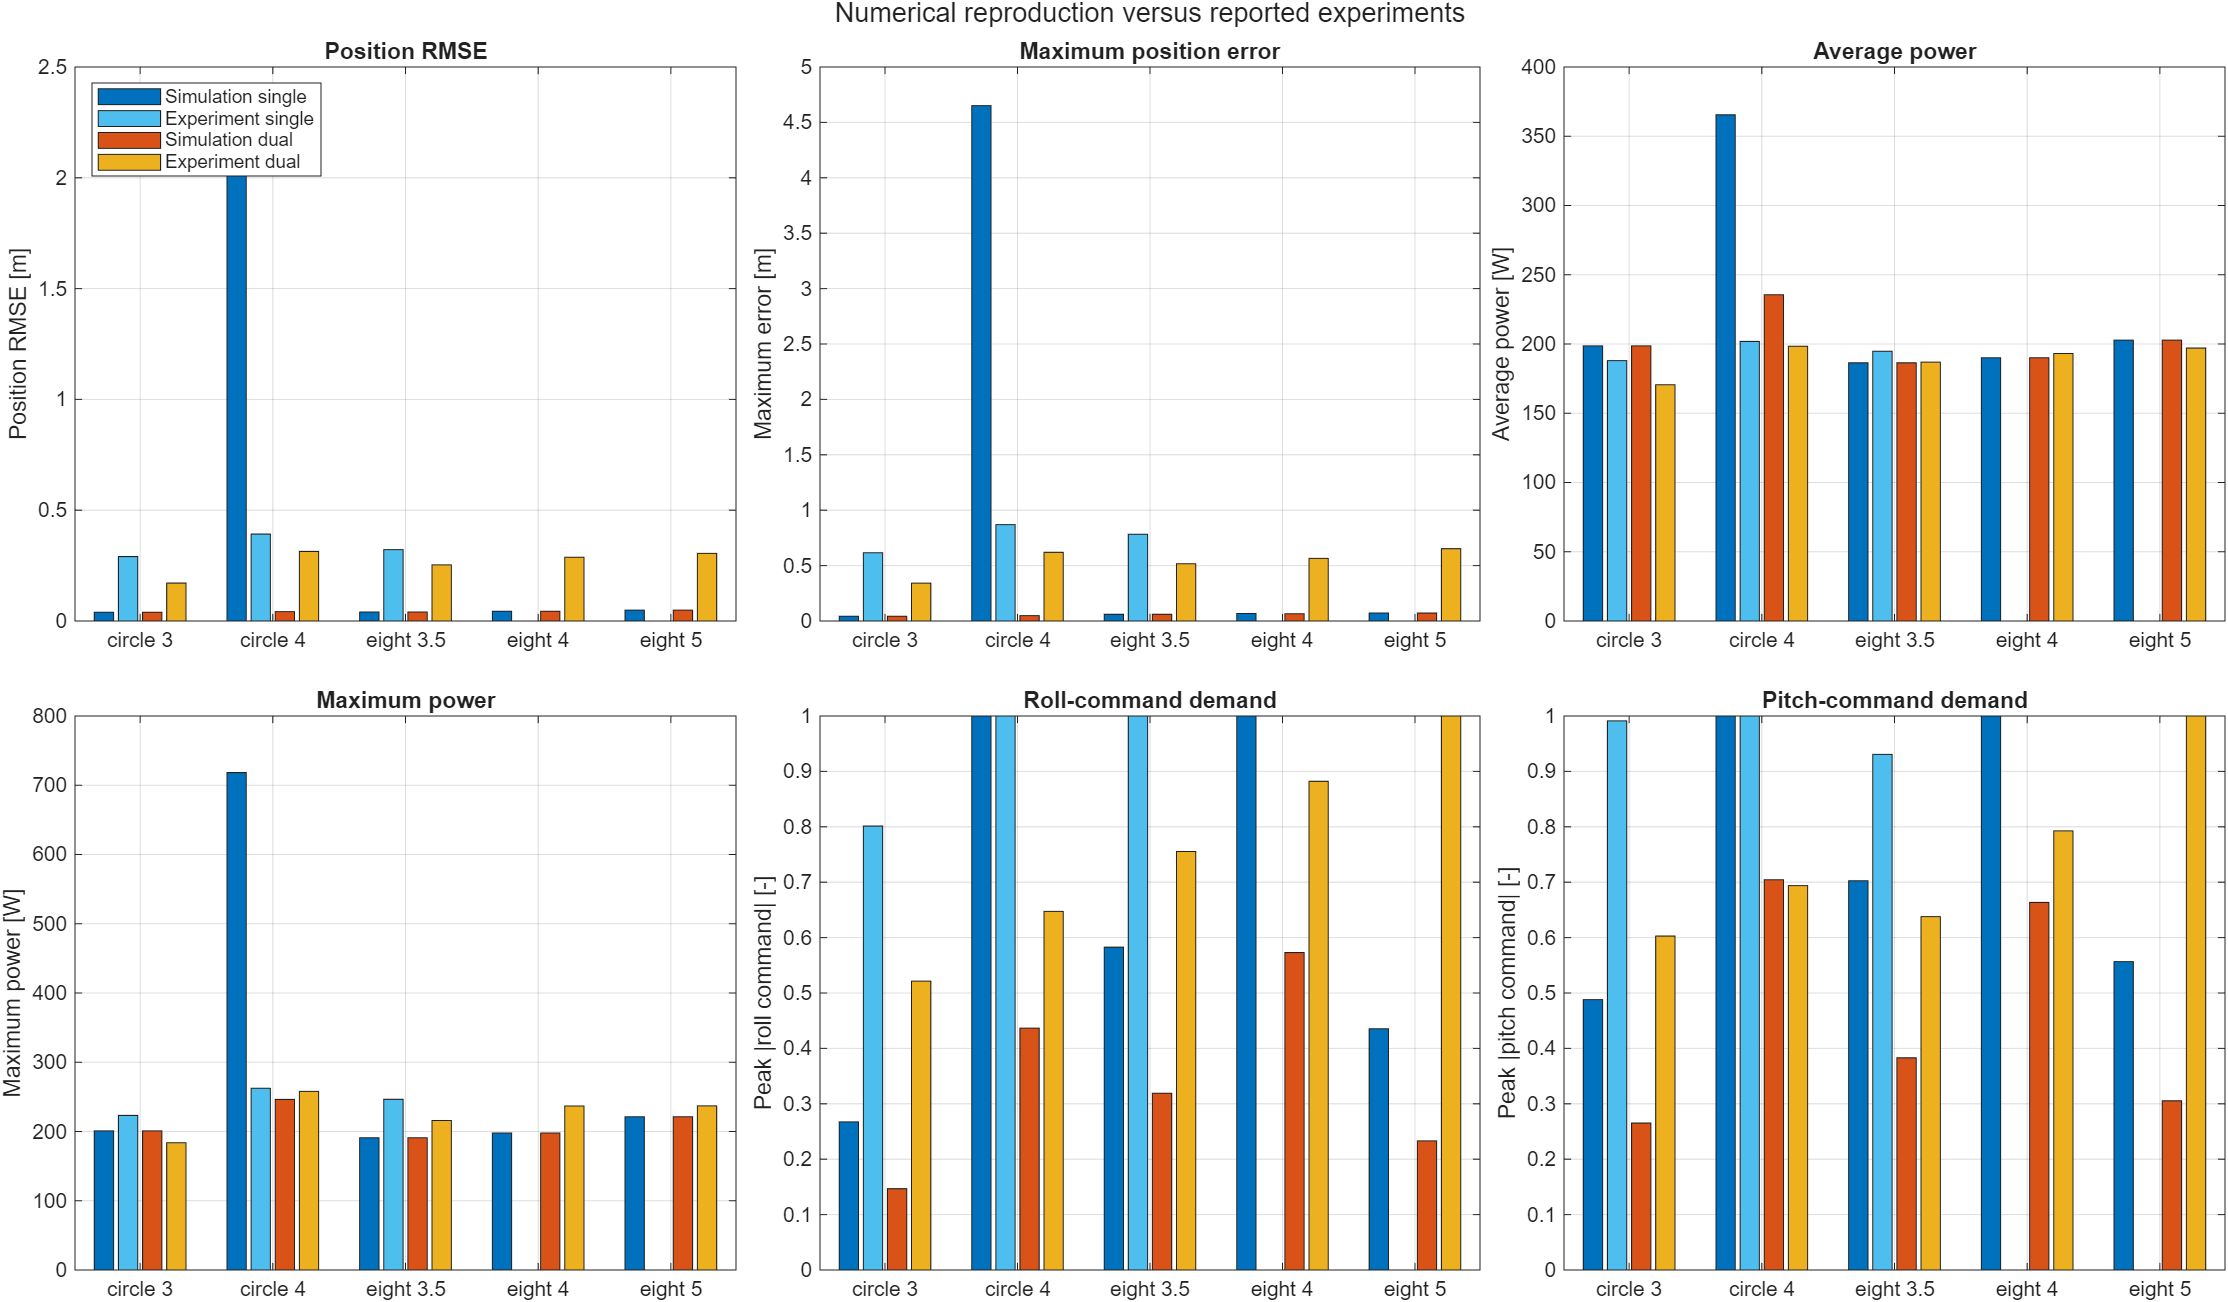 Numerical reproduction versus reported experiments
Position RMSE
2.5
2
1.5
1
0.5
0
Position RMSE [m]
Simulation single
Experiment single
Simulation dual
Experiment dual
circle 3
circle 4
eight 3.5
eight 4
eight 5
Maximum position error
5
4.5
4
3.5
3
2.5
2
1.5
1
0.5
0
Maximum error [m]
circle 3
circle 4
eight 3.5
eight 4
eight 5
Average power
400
350
300
250
200
150
100
50
0
Average power [W]
circle 3
circle 4
eight 3.5
eight 4
eight 5
Maximum power
800
700
600
500
400
300
200
100
0
Maximum power [W]
circle 3
circle 4
eight 3.5
eight 4
eight 5
Roll-command demand
1
0.9
0.8
0.7
0.6
0.5
0.4
0.3
0.2
0.1
0
Peak |roll command| [-]
circle 3
circle 4
eight 3.5
eight 4
eight 5
Pitch-command demand
1
0.9
0.8
0.7
0.6
0.5
0.4
0.3
0.2
0.1
0
Peak |pitch command| [-]
circle 3
circle 4
eight 3.5
eight 4
eight 5